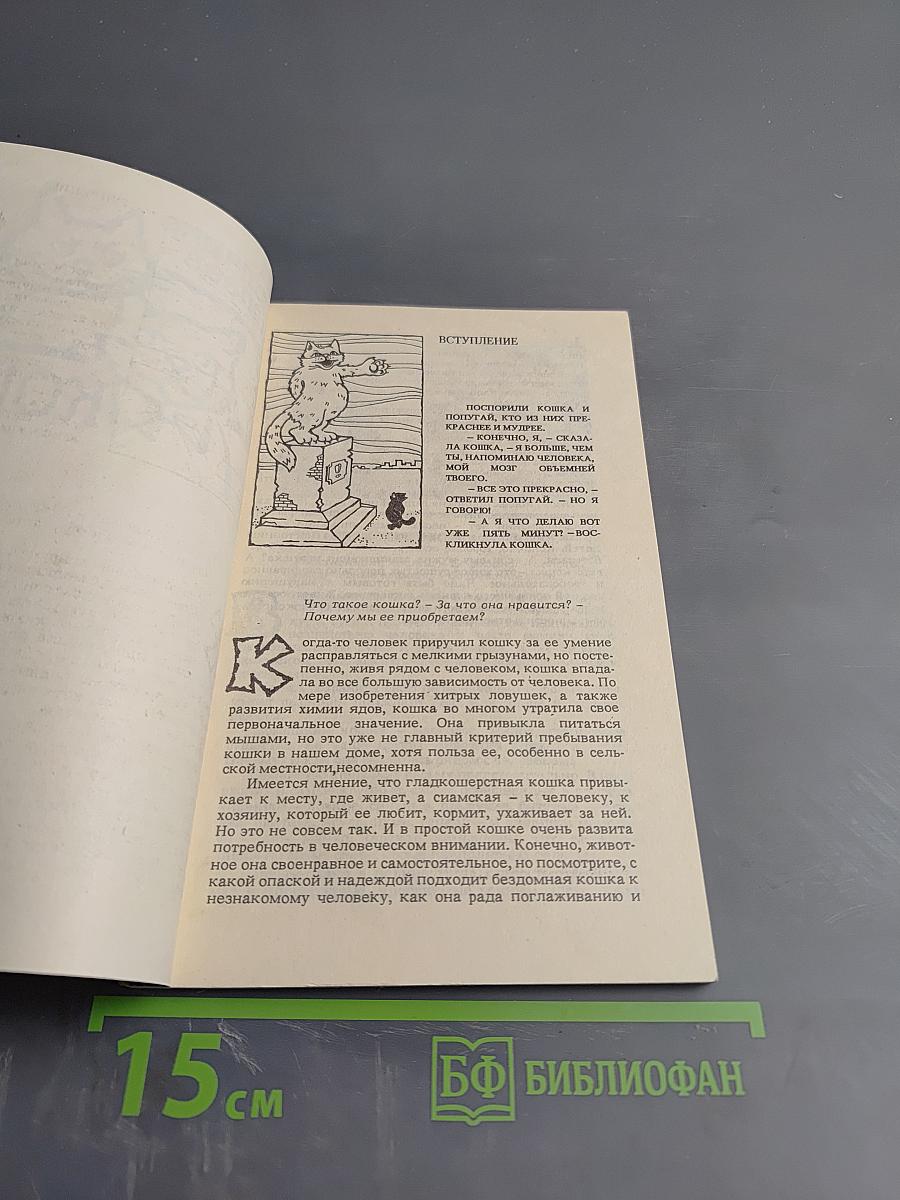 ВСТУПЛЕНИЕ
ПОСПОРИЛИ КОШКА И
ПОПУГАЙ, КТО ИЗ НИХ ПРЕ-
КРАСНЕЕ И МУДРЕЕ.
– КОНЕЧНО, Я, – СКАЗА-
ЛА КОШКА, – Я БОЛЬШЕ, ЧЕМ
ТЫ, НАПОМИНАЮ ЧЕЛОВЕКА,
МОЙ МОЗГ ОБЪЕМНЕЙ
ТВОЕГО.
– ВСЕ ЭТО ПРЕКРАСНО, –
ОТВЕТИЛ ПОПУГАЙ. – НО Я
ГОВОРЮ!
– А Я ЧТО ДЕЛАЮ ВОТ
УЖЕ ПЯТЬ МИНУТ? – ВОС-
КЛИКНУЛА КОШКА.
Что такое кошка? – За что она нравится? –
Почему мы ее приобретаем?
Когда-то человек приручил кошку за ее умение
расправляться с мелкими грызунами, но посте-
пенно, живя рядом с человеком, кошка впада-
ла во все большую зависимость от человека. По
мере изобретения хитрых ловушек, а также
развития химии ядов, кошка во многом утратила свое
первоначальное значение. Она привыкла питаться
мышами, но это уже не главный критерий пребывания
кошки в нашем доме, хотя польза ее, особенно в сель-
ской местности,несомненна.
Имеется мнение, что гладкошерстная кошка привы-
кает к месту, где живет, а сиамская – к человеку, к
хозяину, который ее любит, кормит, ухаживает за ней.
Но это не совсем так. И в простой кошке очень развита
потребность в человеческом внимании. Конечно, живот-
ное она своенравное и самостоятельное, но посмотрите, с
какой опаской и надеждой подходит бездомная кошка к
незнакомому человеку, как она рада поглаживанию и
15 см
БФ БИБЛИОФАН